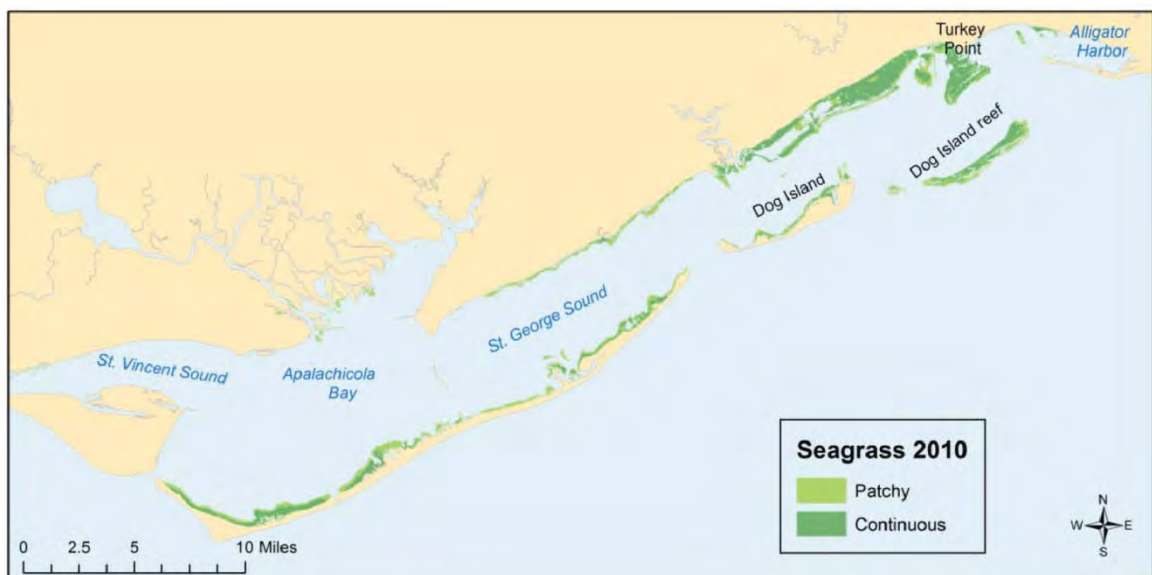 Turkey
Point
Alligator
Harbor
Dog Island reef
Dog Island
St. George Sound
St. Vincent Sound
Apalachicola
Bay
Seagrass 2010
Patchy
Continuous
N
W E
S
0 2.5 5 10 Miles